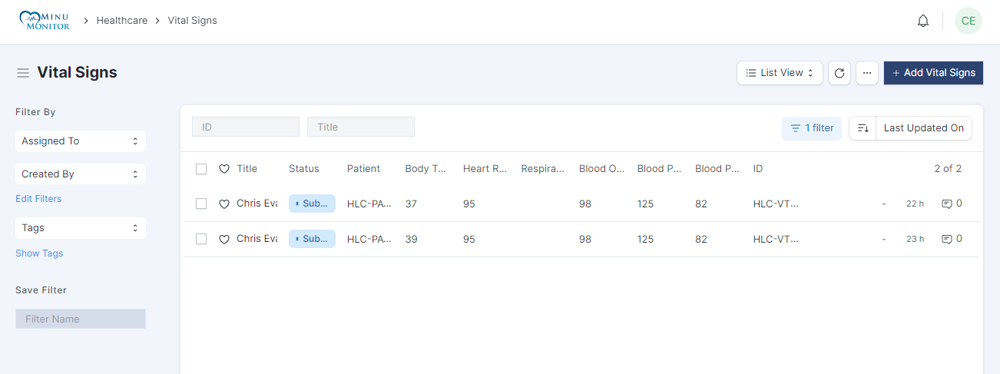 MINU
MONITOR
Healthcare
Vital Signs
CE
Vital Signs
List View
+ Add Vital Signs
Filter By
Assigned To
Created By
Edit Filters
Tags
Show Tags
Save Filter
Filter Name
ID
Title
1 filter
Last Updated On
Title Status Patient Body T... Heart R... Respira... Blood O... Blood P... Blood P... ID 2 of 2
Chris Eva Sub... HLC-PA... 37 95 98 125 82 HLC-VT... - 22 h 0
Chris Eva Sub... HLC-PA... 39 95 98 125 82 HLC-VT... - 23 h 0